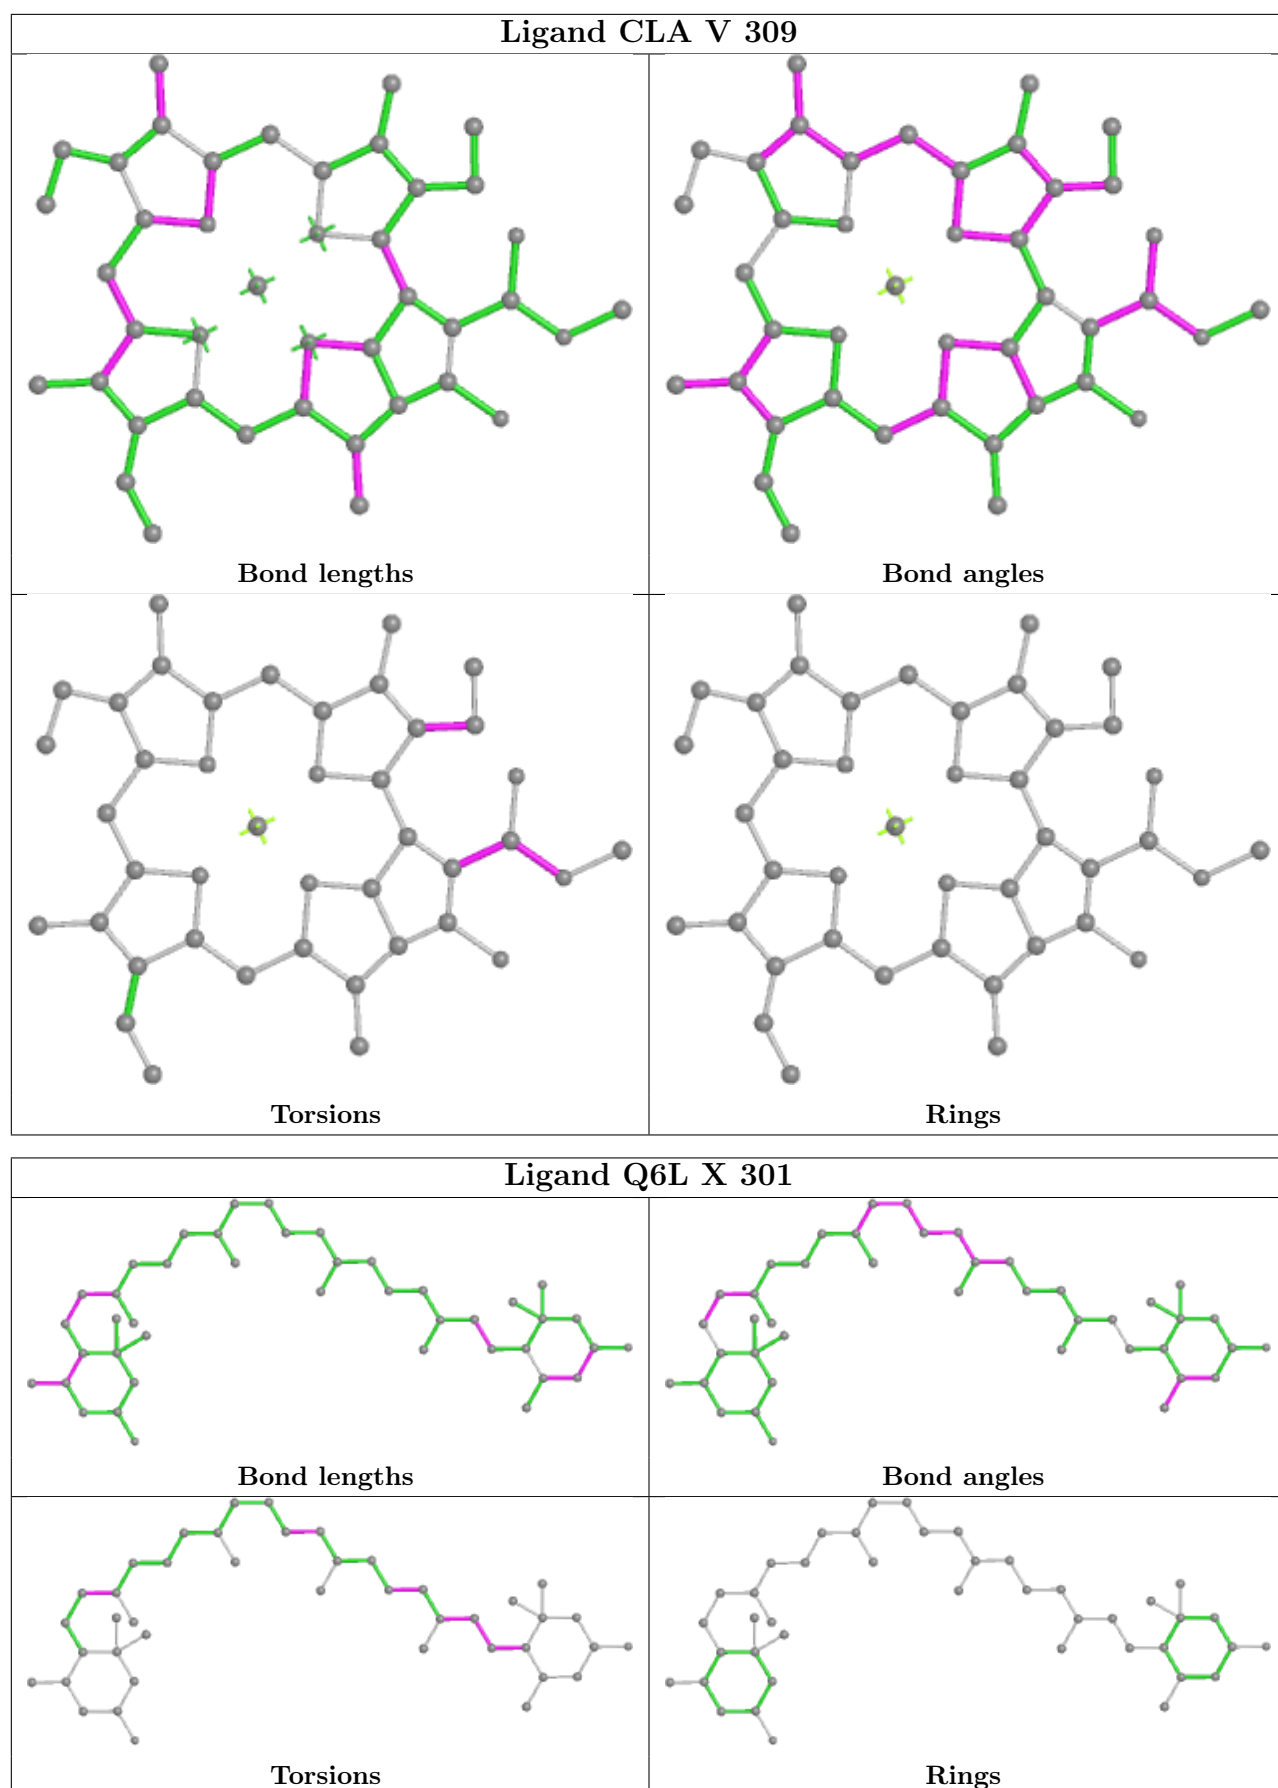 Ligand CLA V 309
Bond lengths
Bond angles
Torsions
Rings
Ligand Q6L X 301
Bond lengths
Bond angles
Torsions
Rings